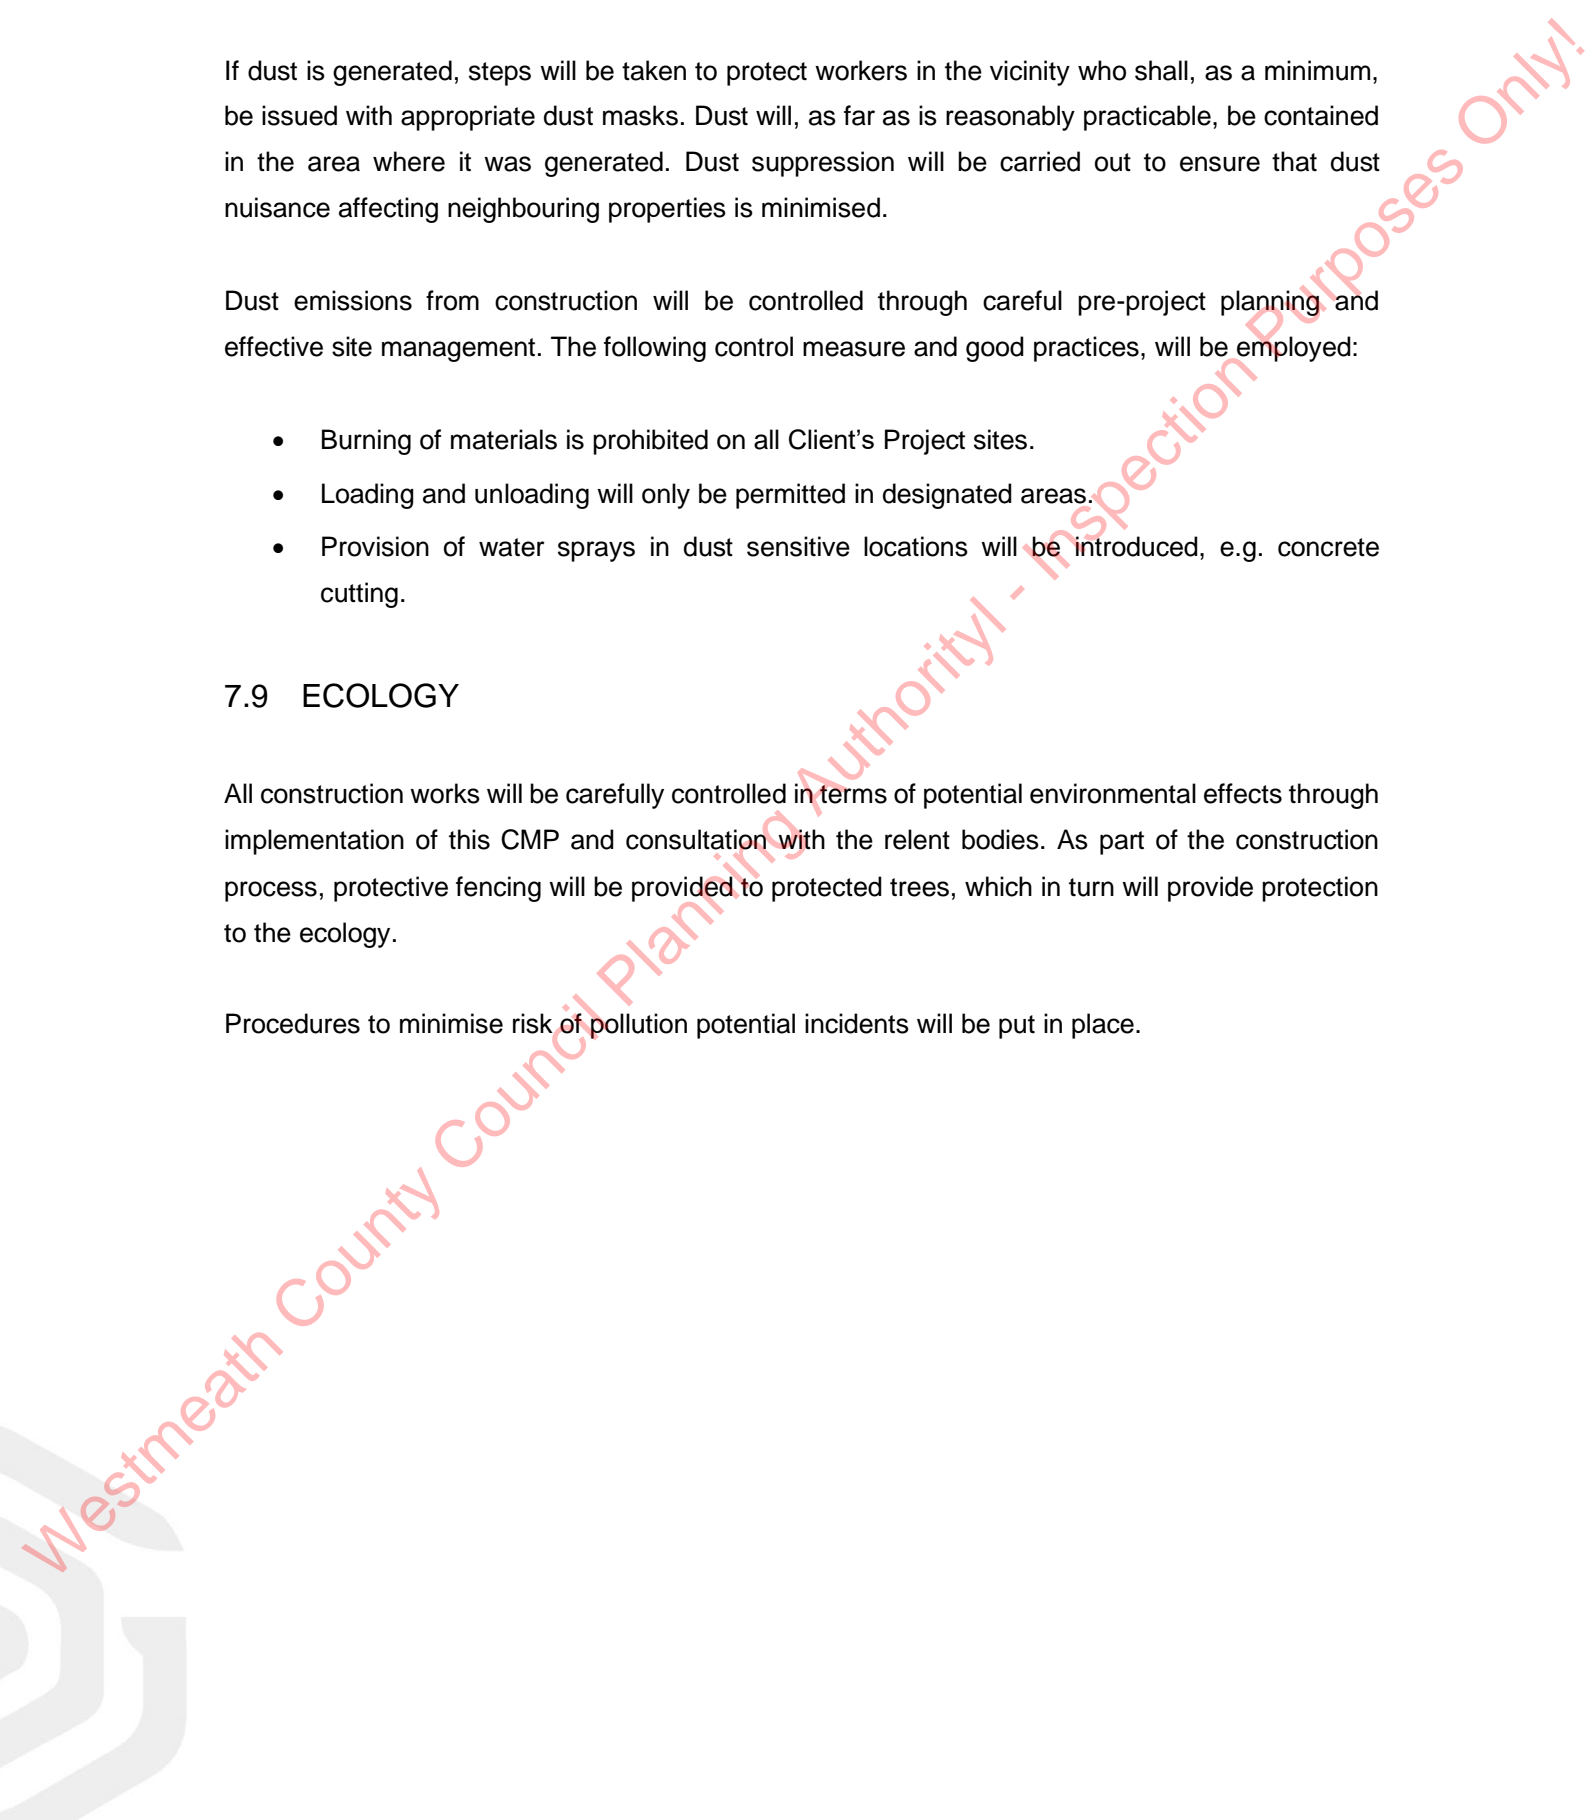 If dust is generated, steps will be taken to protect workers in the vicinity who shall, as a minimum,
be issued with appropriate dust masks. Dust will, as far as is reasonably practicable, be contained
in the area where it was generated. Dust suppression will be carried out to ensure that dust
nuisance affecting neighbouring properties is minimised.
Dust emissions from construction will be controlled through careful pre-project planning and
effective site management. The following control measure and good practices, will be employed:
• Burning of materials is prohibited on all Client’s Project sites.
• Loading and unloading will only be permitted in designated areas.
• Provision of water sprays in dust sensitive locations will be introduced, e.g. concrete
cutting.
7.9 ECOLOGY
All construction works will be carefully controlled in terms of potential environmental effects through
implementation of this CMP and consultation with the relent bodies. As part of the construction
process, protective fencing will be provided to protected trees, which in turn will provide protection
to the ecology.
Procedures to minimise risk of pollution potential incidents will be put in place.
Westmeath County Council Planning Authorityl - Inspection Purposes Only!